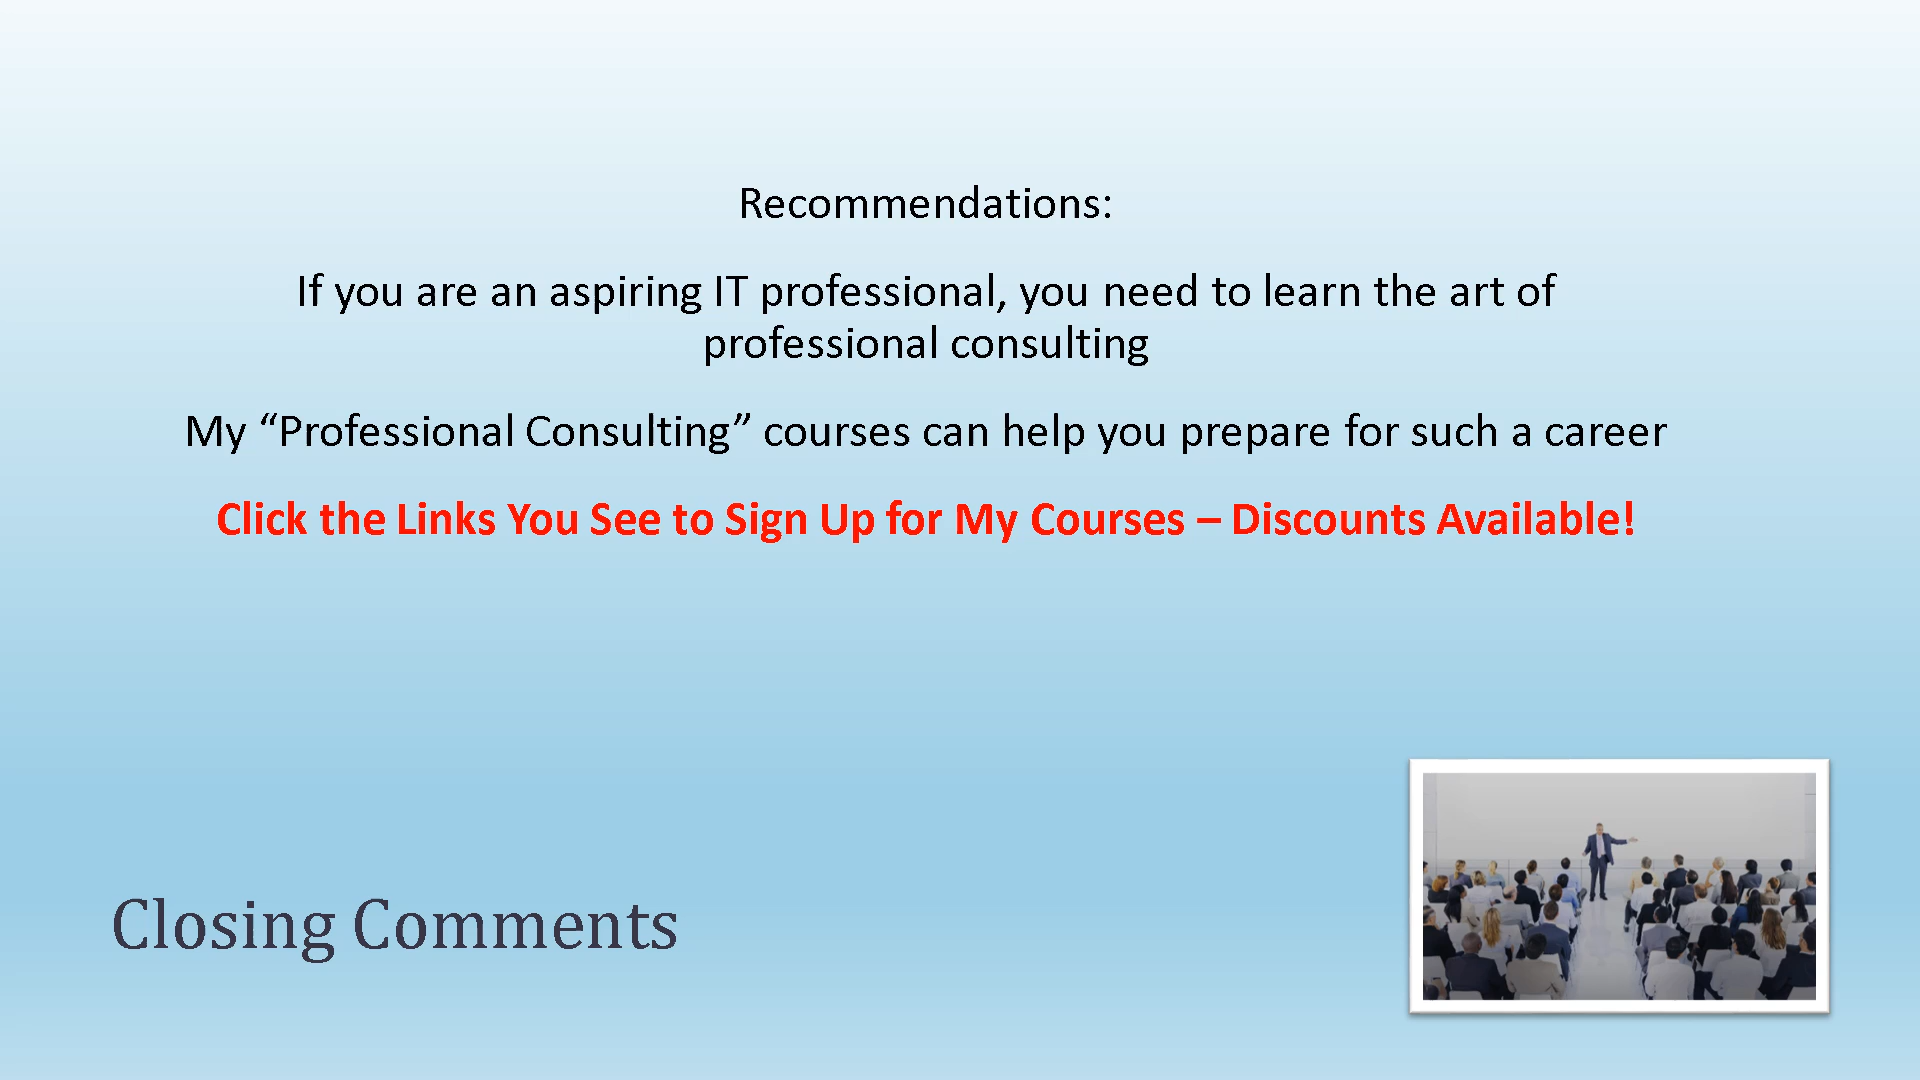 Recommendations:
If you are an aspiring IT professional, you need to learn the art of
professional consulting
My “Professional Consulting” courses can help you prepare for such a career
Click the Links You See to Sign Up for My Courses – Discounts Available!
Closing Comments